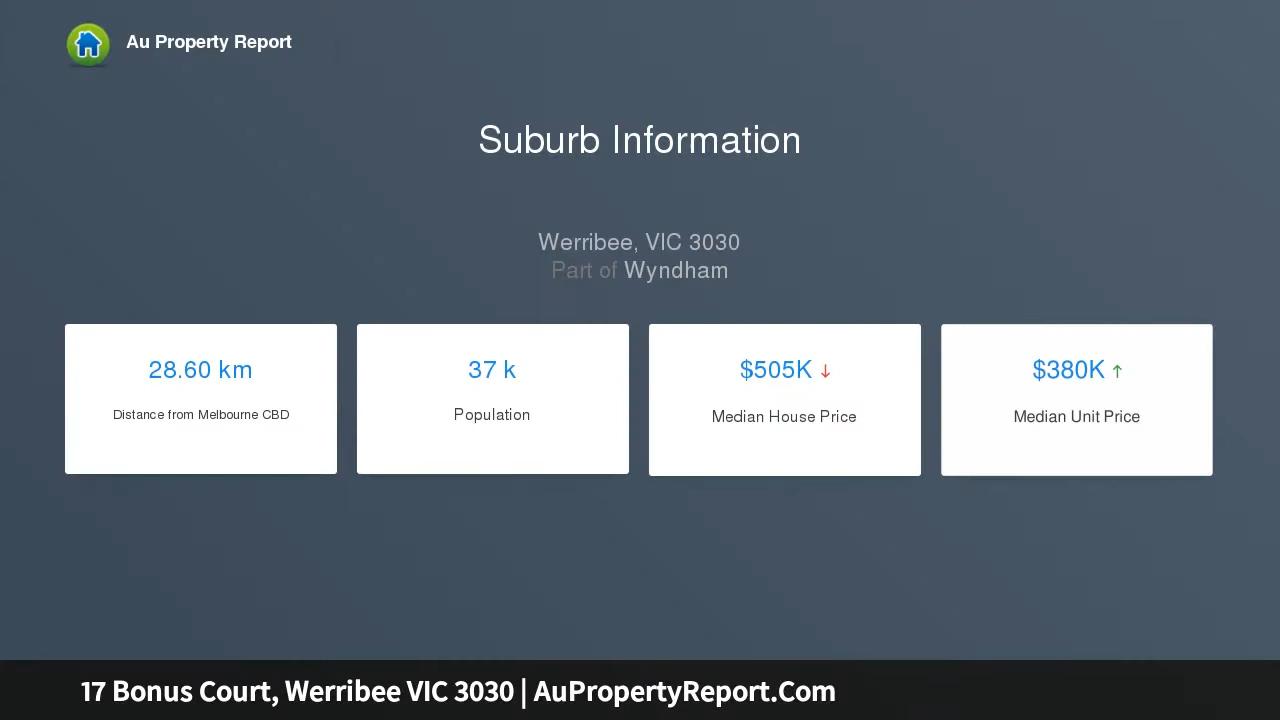 Au Property Report
Suburb Information
Werribee, VIC 3030
Part of Wyndham
28.60 km
Distance from Melbourne CBD
37 k
Population
$505K ↓
Median House Price
$380K ↑
Median Unit Price
17 Bonus Court, Werribee VIC 3030 | AuPropertyReport.Com